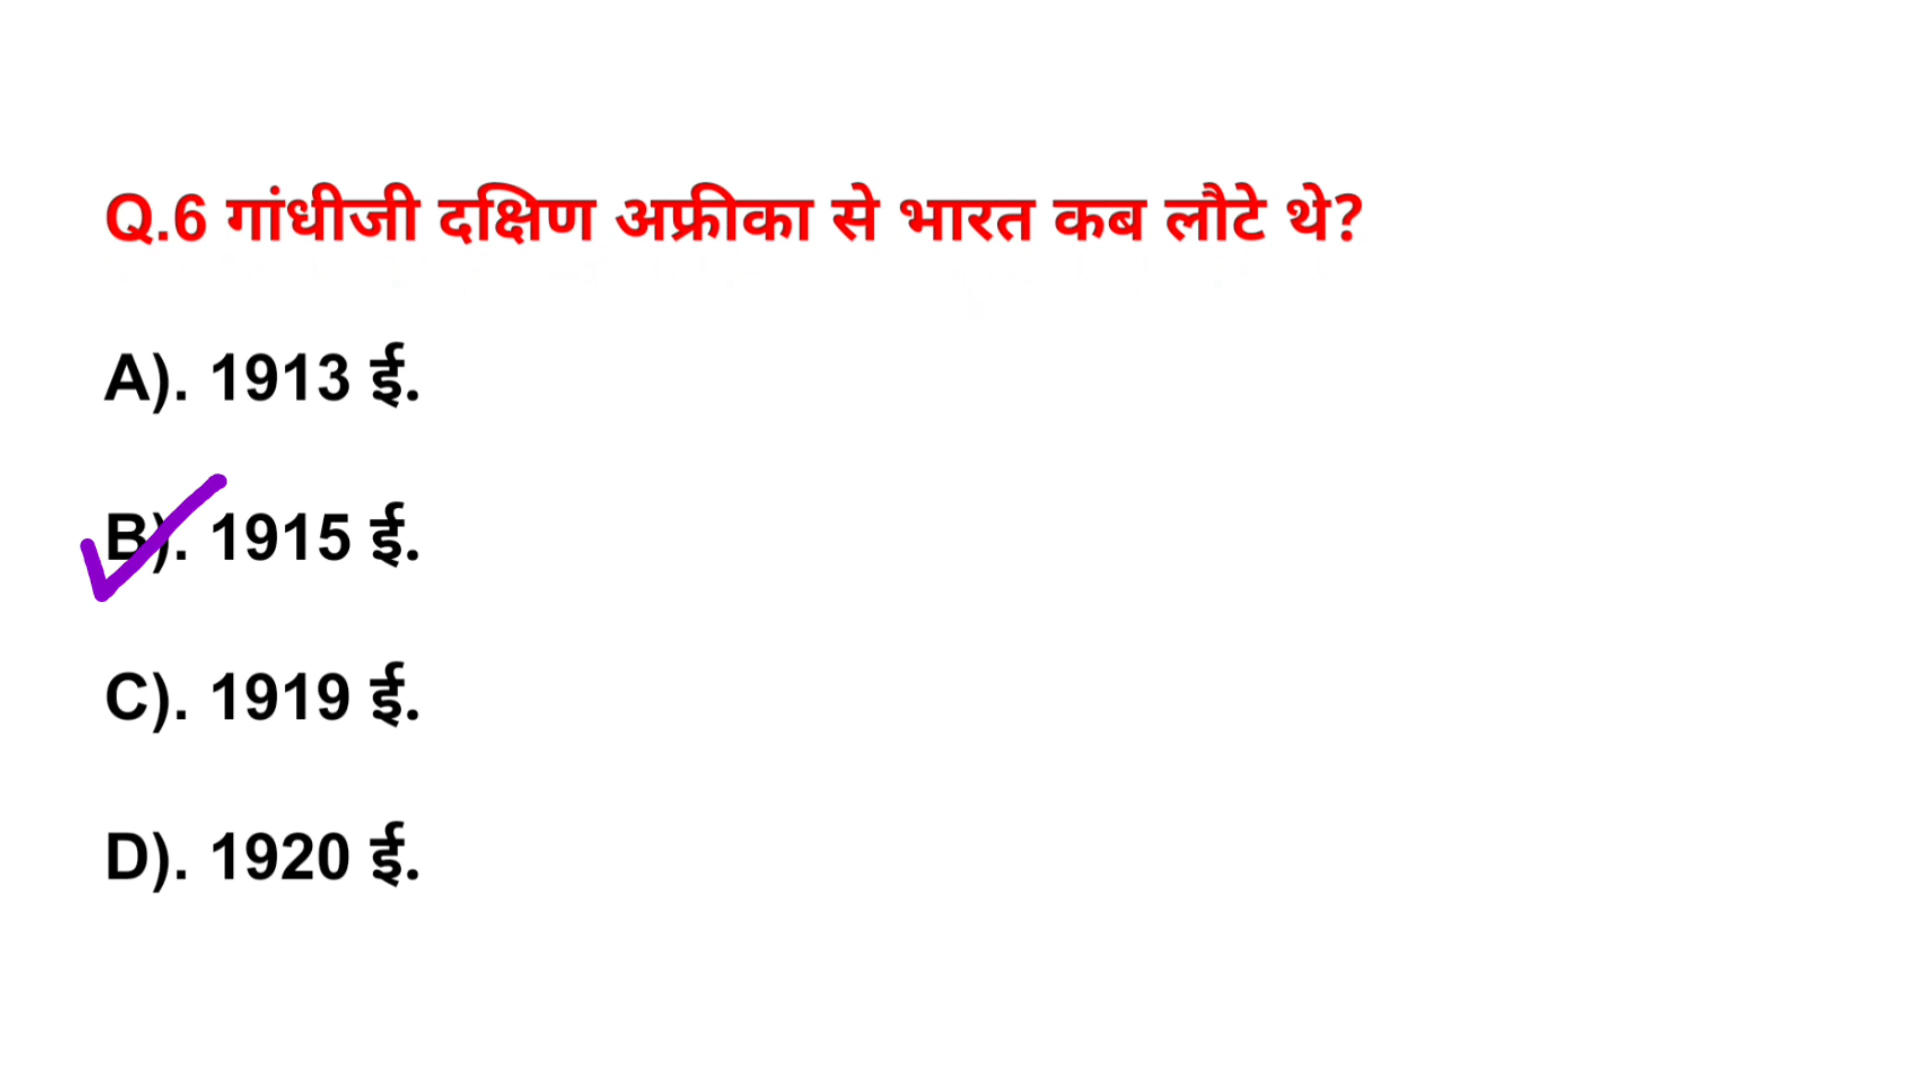 Q.6 गांधीजी दक्षिण अफ्रीका से भारत कब लौटे थे?
A). 1913 ई.
B). 1915 ई.
C). 1919 ई.
D). 1920 ई.